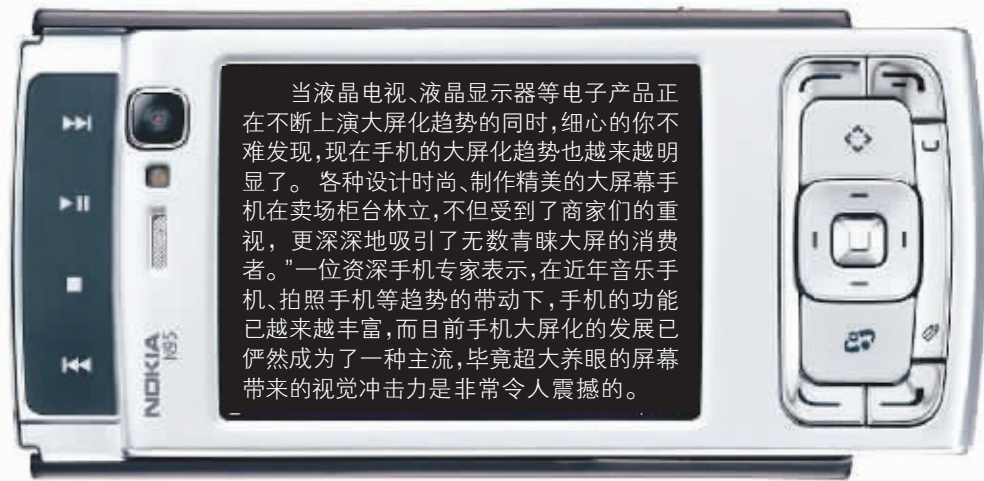 当液晶电视、液晶显示器等电子产品正
在不断上演大屏化趋势的同时,细心的你不
难发现,现在手机的大屏化趋势也越来越明
显了。 各种设计时尚、制作精美的大屏幕手
机在卖场柜台林立,不但受到了商家们的重
视, 更深深地吸引了无数青睐大屏的消费
者。”一位资深手机专家表示,在近年音乐手
机、拍照手机等趋势的带动下,手机的功能
已越来越丰富,而目前手机大屏化的发展已
俨然成为了一种主流,毕竟超大养眼的屏幕
带来的视觉冲击力是非常令人震撼的。
NOKIA
N95